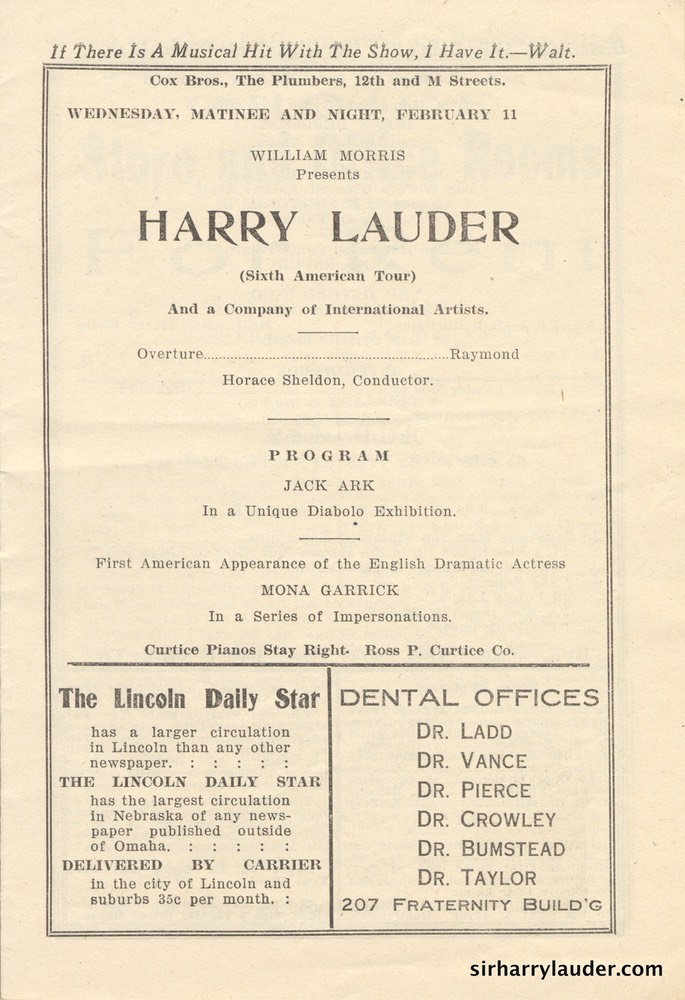 If There Is A Musical Hit With The Show, I Have It.—Walt.
Cox Bros., The Plumbers, 12th and M Streets.
WEDNESDAY, MATINEE AND NIGHT, FEBRUARY 11
WILLIAM MORRIS
Presents
HARRY LAUDER
(Sixth American Tour)
And a Company of International Artists.
Overture..........................................................Raymond
Horace Sheldon, Conductor.
PROGRAM
JACK ARK
In a Unique Diabolo Exhibition.
First American Appearance of the English Dramatic Actress
MONA GARRICK
In a Series of Impersonations.
Curtice Pianos Stay Right. Ross P. Curtice Co.
The Lincoln Daily Star
has a larger circulation
in Lincoln than any other
newspaper. : : : : :
THE LINCOLN DAILY STAR
has the largest circulation
in Nebraska of any news-
paper published outside
of Omaha. : : : : :
DELIVERED BY CARRIER
in the city of Lincoln and
suburbs 35c per month. :
DENTAL OFFICES
DR. LADD
DR. VANCE
DR. PIERCE
DR. CROWLEY
DR. BUMSTEAD
DR. TAYLOR
207 FRATERNITY BUILD'G
sirharrylauder.com